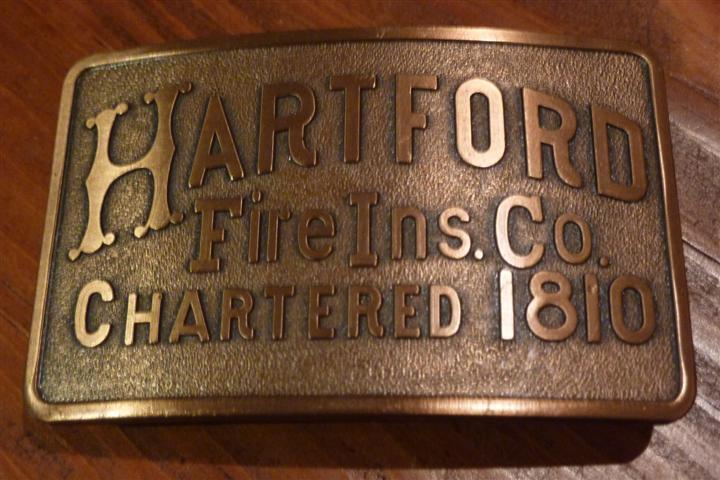 HARTFORD
Fire Ins. Co.
CHARTERED 1810